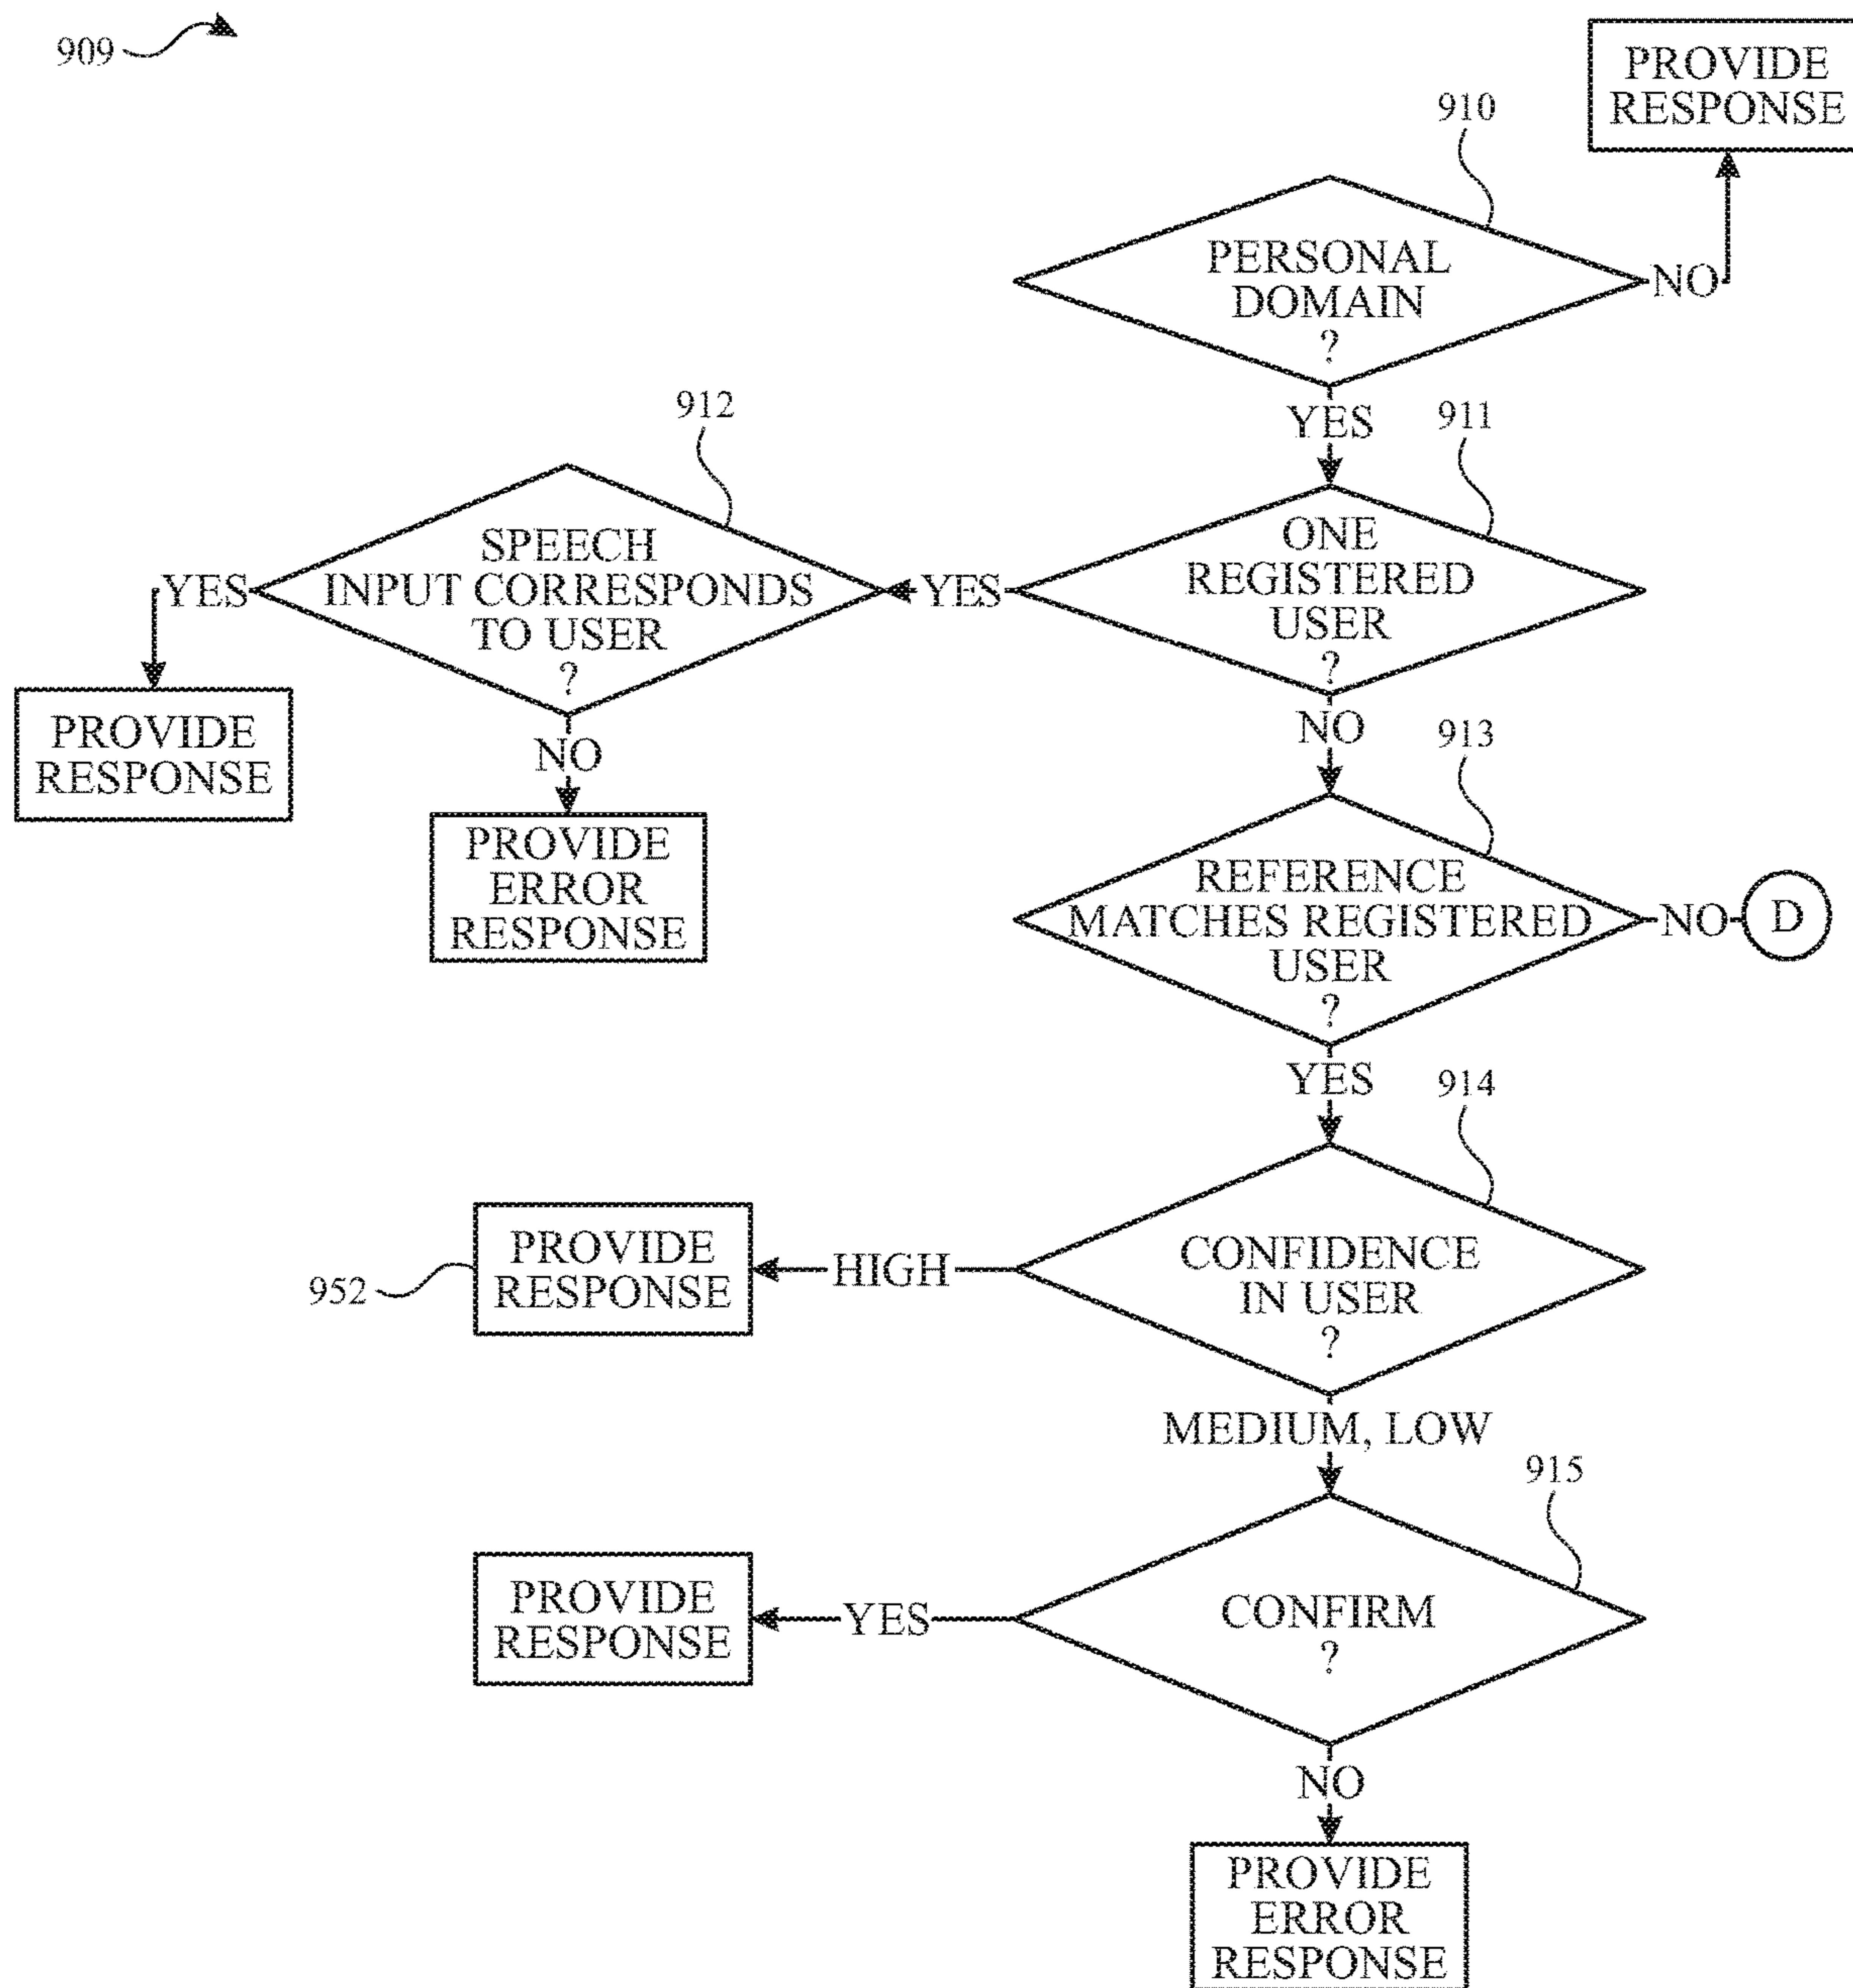 909
PROVIDE
RESPONSE
910
PERSONAL
DOMAIN
?
NO
YES
911
912
ONE
REGISTERED
USER
?
YES
SPEECH
INPUT CORRESPONDS
TO USER
?
YES
PROVIDE
RESPONSE
NO
PROVIDE
ERROR
RESPONSE
NO
913
REFERENCE
MATCHES REGISTERED
USER
?
NO
D
YES
914
CONFIDENCE
IN USER
?
HIGH
PROVIDE
RESPONSE
952
MEDIUM, LOW
915
CONFIRM
?
YES
PROVIDE
RESPONSE
NO
PROVIDE
ERROR
RESPONSE